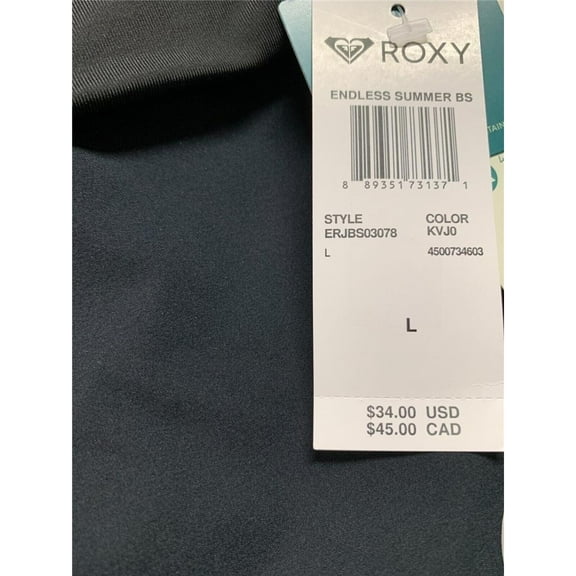 ROXY
ENDLESS SUMMER BS
8 89351 73137 1
STYLE COLOR
ERJBS03078 KVJ0
L 4500734603
L
$34.00 USD
$45.00 CAD